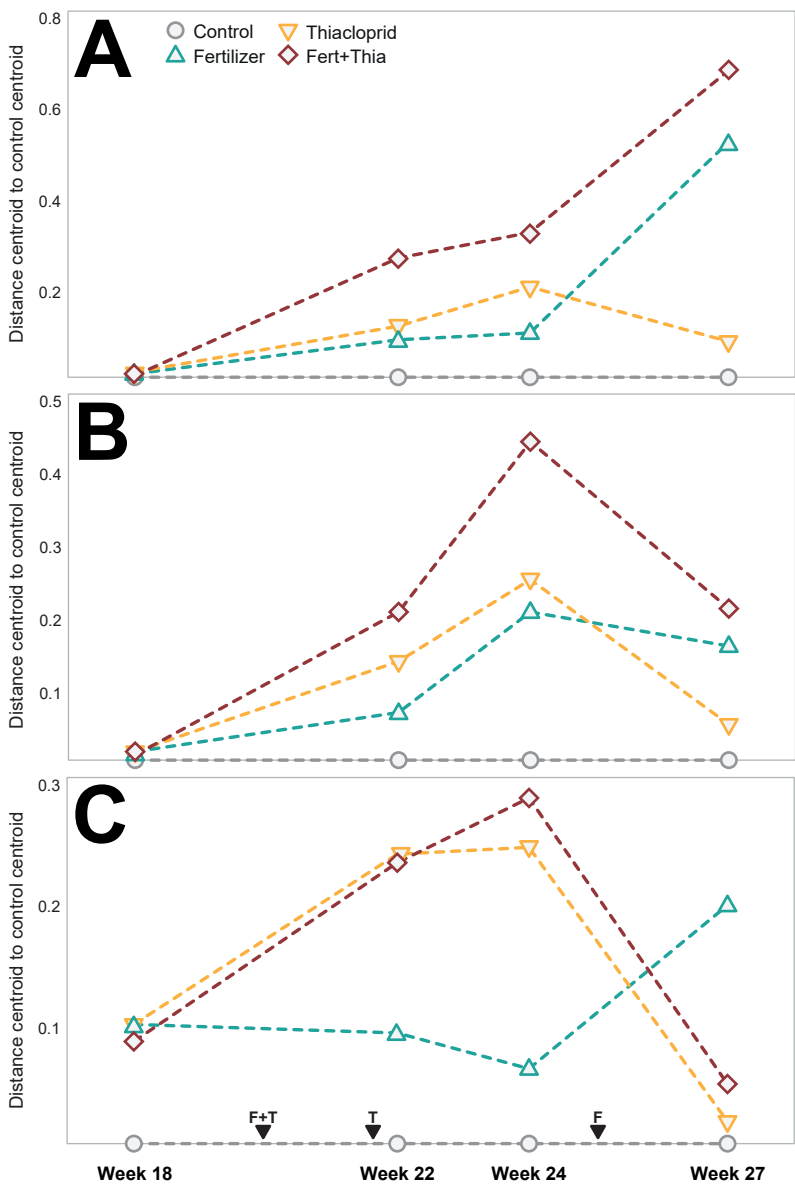 A
Control
Thiacloprid
Fertilizer
Fert+Thia
Distance centroid to control centroid
0.8
0.6
0.4
0.2
B
Distance centroid to control centroid
0.5
0.4
0.3
0.2
0.1
C
Distance centroid to control centroid
0.3
0.2
0.1
F+T
T
F
Week 18
Week 22
Week 24
Week 27